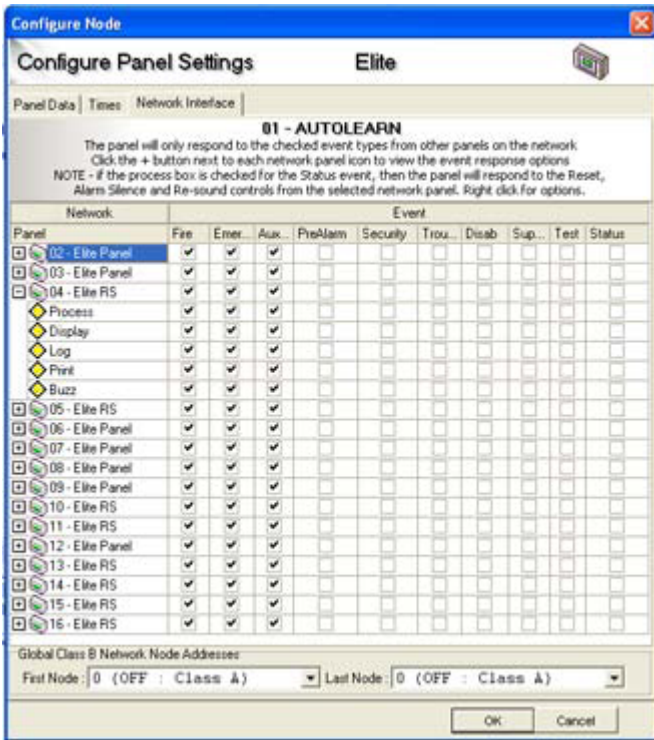 Configure Node
Configure Panel Settings Elite
Panel Data Times Network Interface
01 - AUTOLEARN
The panel will only respond to the checked event types from other panels on the network
Click the + button next to each network panel icon to view the event response options
NOTE - if the process box is checked for the Status event, then the panel will respond to the Reset,
Alarm Silence and Re-sound controls from the selected network panel. Right click for options.
Network Event
Panel Fire Emer... Aux... PreAlarm Security Trou... Disab Sup... Test Status
02 - Elite Panel
03 - Elite Panel
04 - Elite RS
Process
Display
Log
Print
Buzz
05 - Elite RS
06 - Elite Panel
07 - Elite Panel
08 - Elite Panel
09 - Elite Panel
10 - Elite RS
11 - Elite RS
12 - Elite Panel
13 - Elite RS
14 - Elite RS
15 - Elite RS
16 - Elite RS
Global Class B Network Node Addresses
First Node : 0 (OFF : Class A) Last Node : 0 (OFF : Class A)
OK Cancel